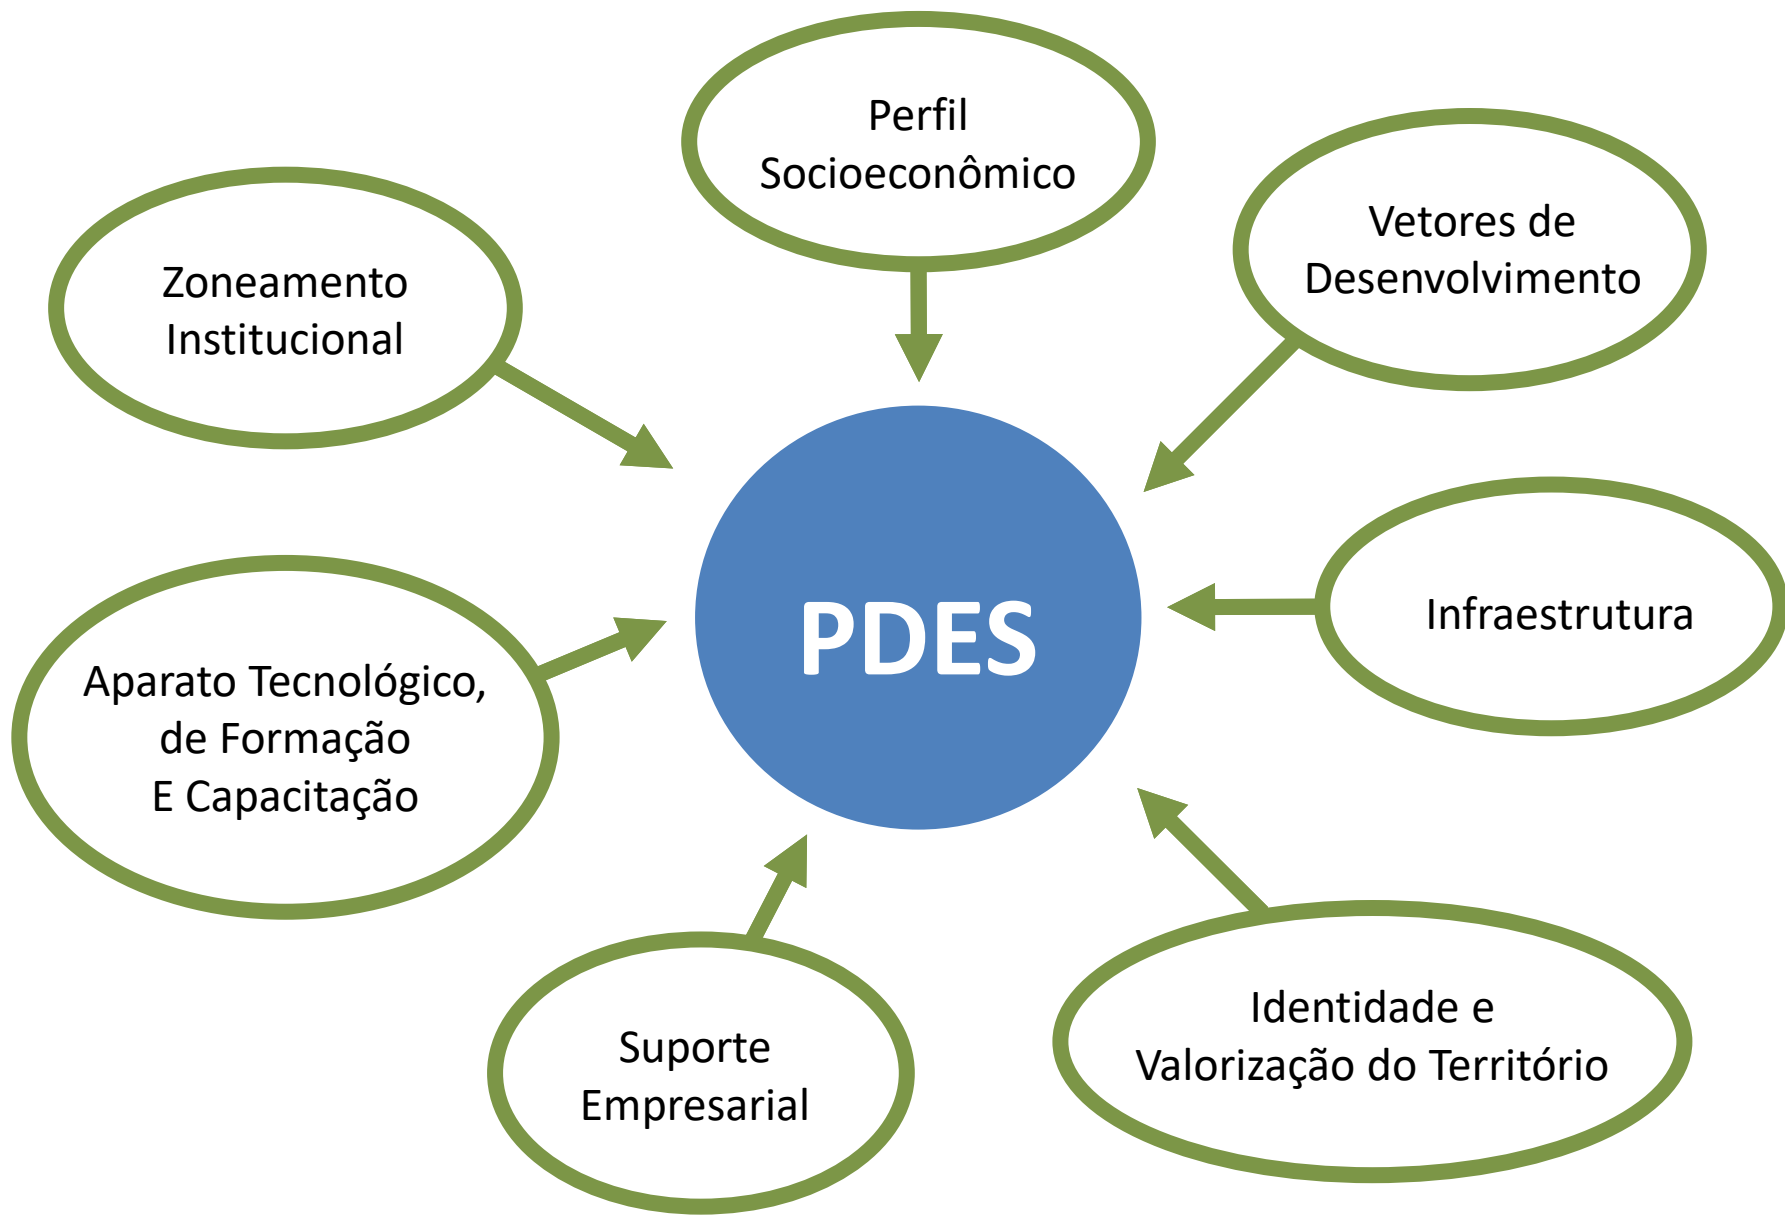 Perfil
Socioeconômico
Vetores de
Desenvolvimento
Zoneamento
Institucional
PDES
Infraestrutura
Aparato Tecnológico,
de Formação
E Capacitação
Identidade e
Valorização do Território
Suporte
Empresarial